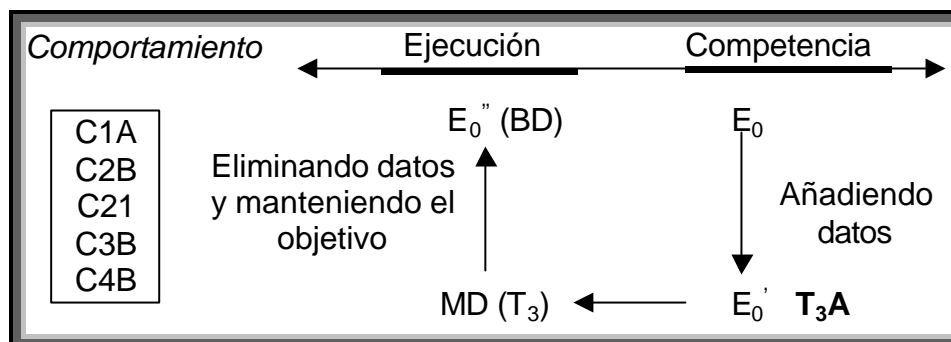 Comportamiento Ejecución Competencia
C1A
C2B
C21
C3B
C4B
E₀” (BD) E₀
Eliminando datos
y manteniendo el
objetivo
Añadiendo
datos
MD (T₃) E₀’ T₃A